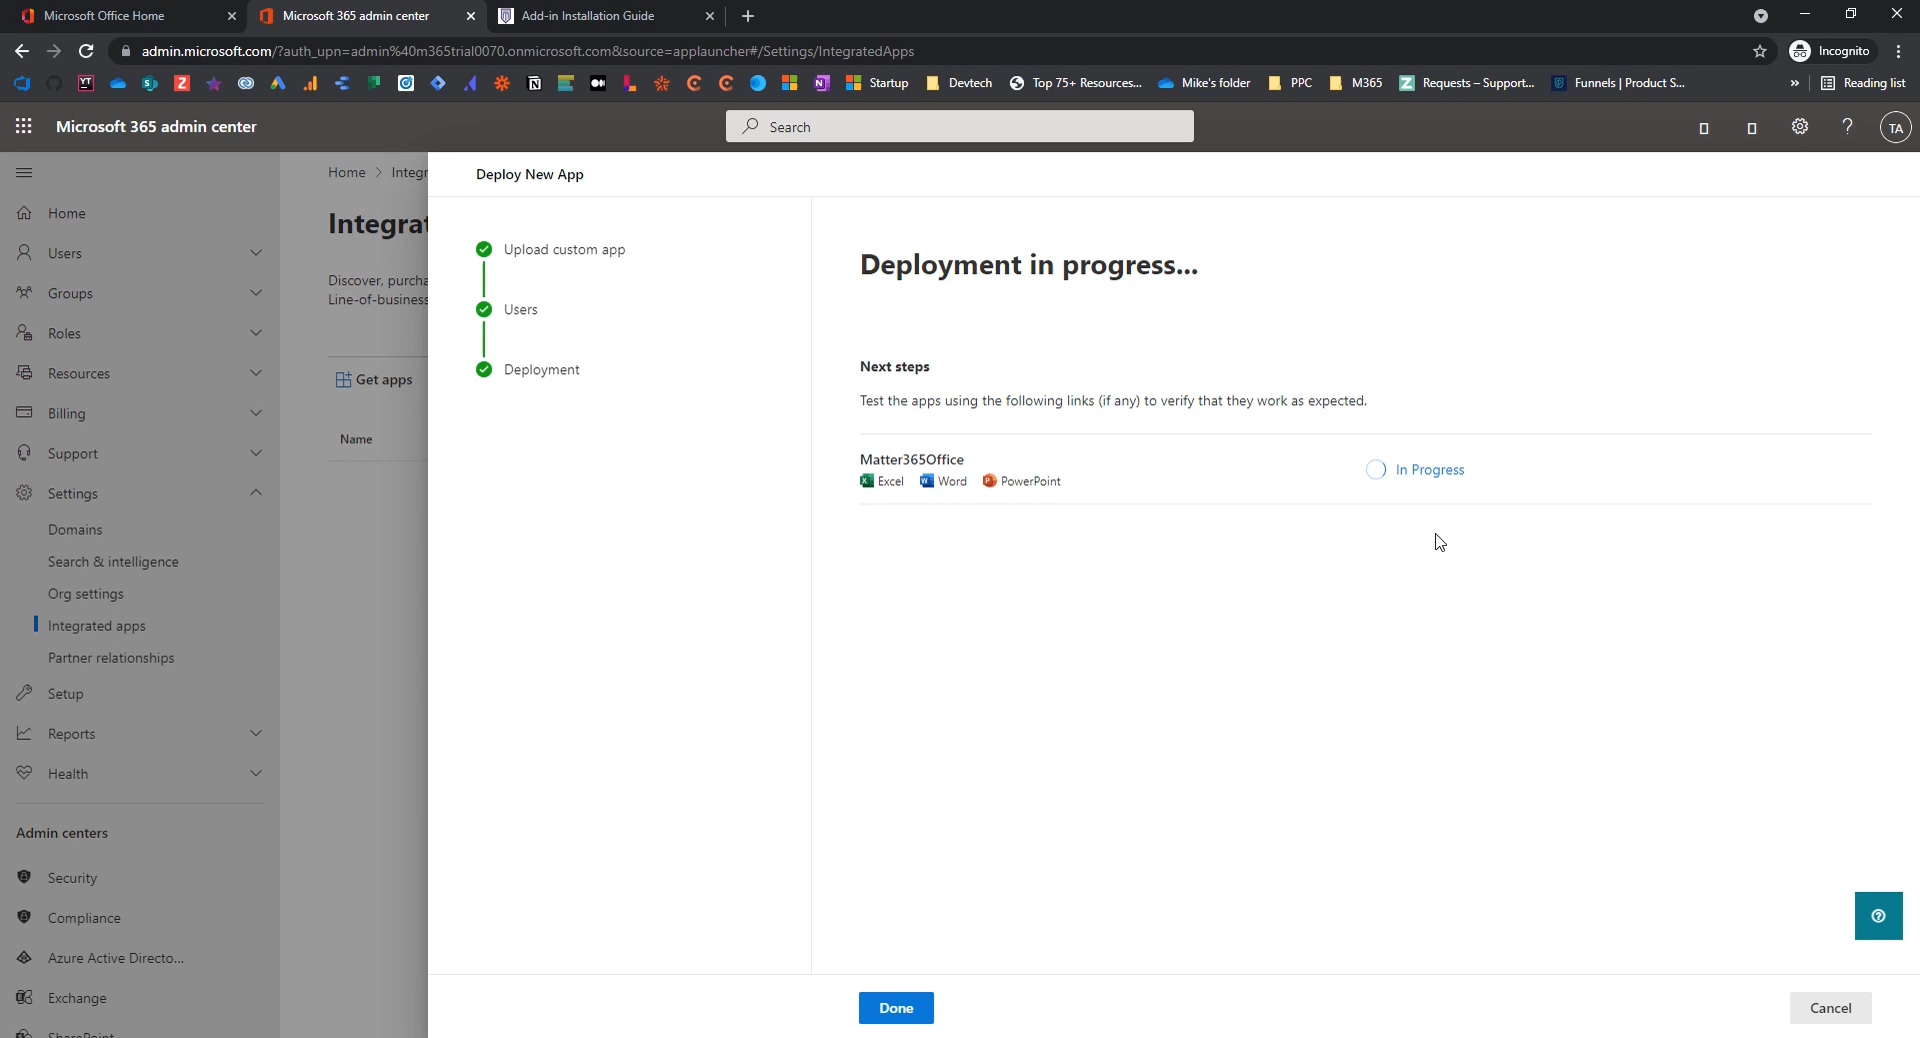 Microsoft Office Home
Microsoft 365 admin center
Add-in Installation Guide
admin.microsoft.com/?auth_upn=admin%40m365trial0070.onmicrosoft.com&source=applauncher#/Settings/IntegratedApps
Incognito
Startup
Devtech
Top 75+ Resources...
Mike's folder
PPC
M365
Requests – Support...
Funnels | Product S...
Reading list
Microsoft 365 admin center
Search
TA
Home
Users
Groups
Roles
Resources
Billing
Support
Settings
Domains
Search & intelligence
Org settings
Integrated apps
Partner relationships
Setup
Reports
Health
Admin centers
Security
Compliance
Azure Active Directo...
Exchange
SharePoint
Home > Integr
Integrat
Discover, purcha
Line-of-business
Get apps
Name
Deploy New App
Upload custom app
Users
Deployment
Deployment in progress...
Next steps
Test the apps using the following links (if any) to verify that they work as expected.
Matter365Office
Excel Word PowerPoint
In Progress
Done
Cancel